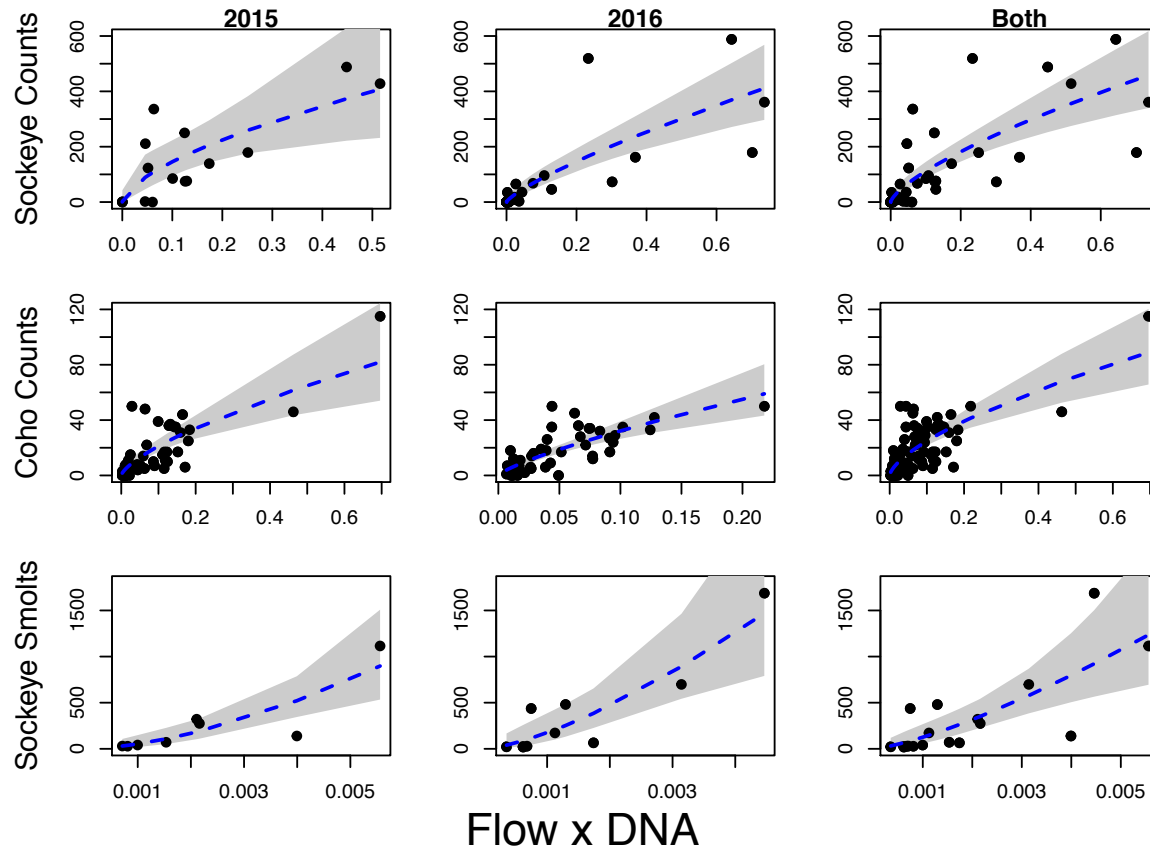 2015 2016 Both
Sockeye Counts
0 200 400 600
0.0 0.1 0.2 0.3 0.4 0.5
0.0 0.2 0.4 0.6
0 200 400 600
0.0 0.2 0.4 0.6
0 200 400 600
Coho Counts
0 40 80 120
0.0 0.2 0.4 0.6
0 40 80 120
0.00 0.05 0.10 0.15 0.20
0 40 80 120
0.0 0.2 0.4 0.6
Sockeye Smolts
0 500 1500
0.001 0.003 0.005
0 500 1500
0.001 0.003
0 500 1500
0.001 0.003 0.005
Flow x DNA